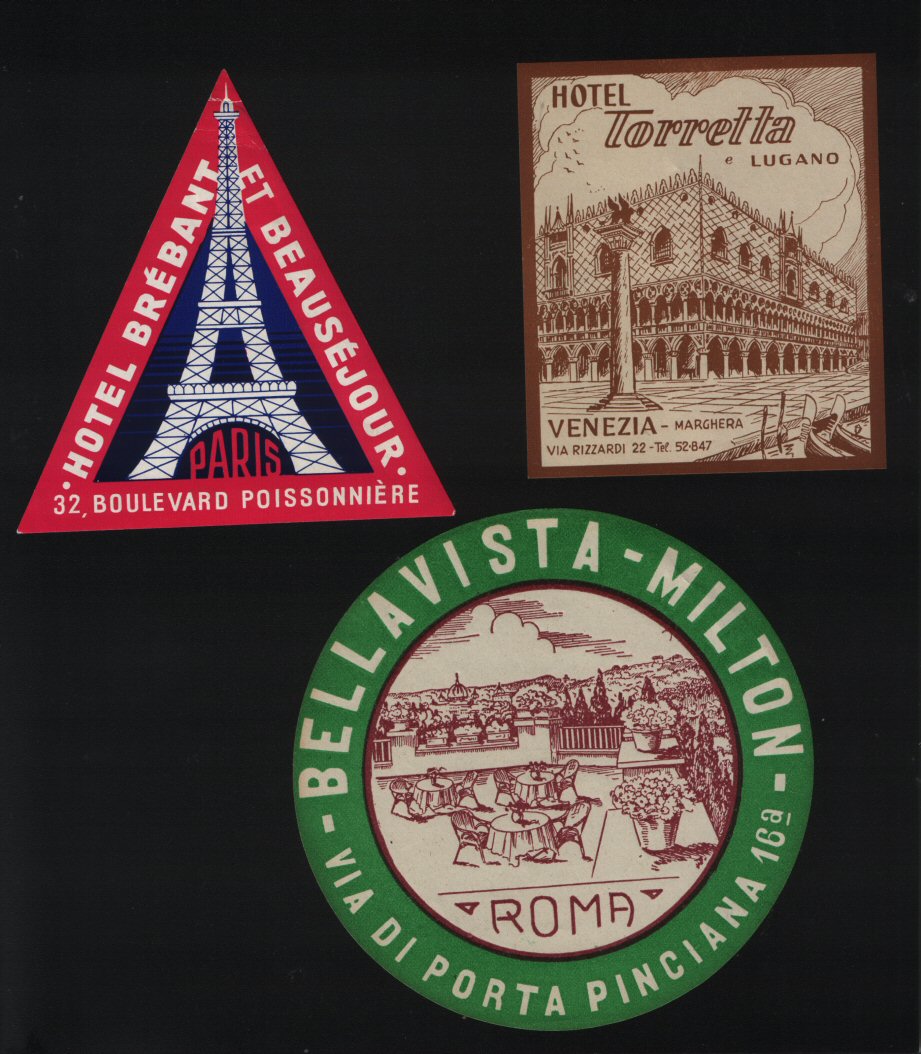 ·HOTEL BRÉBANT ET BEAUSÉJOUR·
PARIS
32, BOULEVARD POISSONNIÈRE
HOTEL
Torretta
e LUGANO
VENEZIA - MARGHERA
VIA RIZZARDI 22 - Tel. 52·847
BELLAVISTA - MILTON
ROMA
VIA DI PORTA PINCIANA 16a